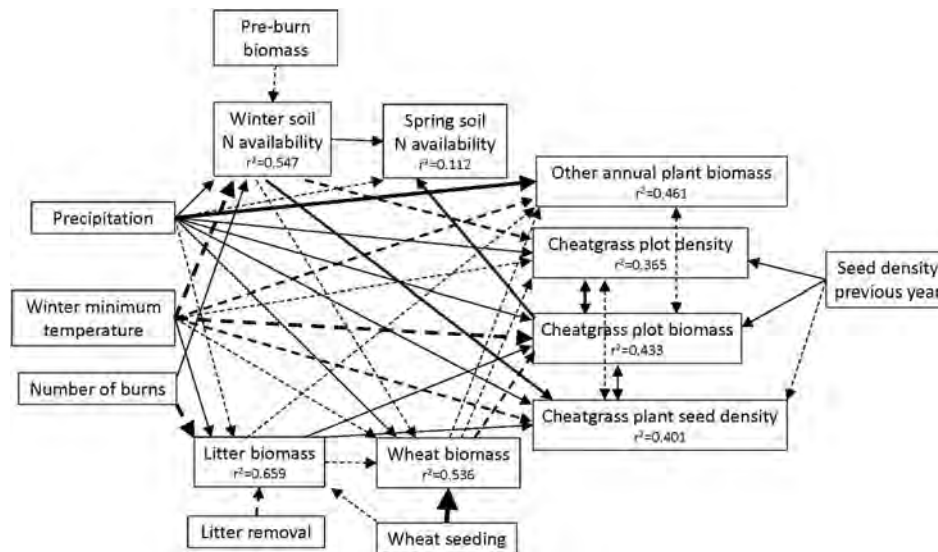 Pre-burn
biomass
Winter soil
N availability
r²=0.547
Spring soil
N availability
r²=0.112
Other annual plant biomass
r²=0.461
Precipitation
Cheatgrass plot density
r²=0.365
Seed density
previous year
Winter minimum
temperature
Cheatgrass plot biomass
r²=0.433
Number of burns
Cheatgrass plant seed density
r²=0.401
Litter biomass
r²=0.659
Wheat biomass
r²=0.536
Litter removal
Wheat seeding